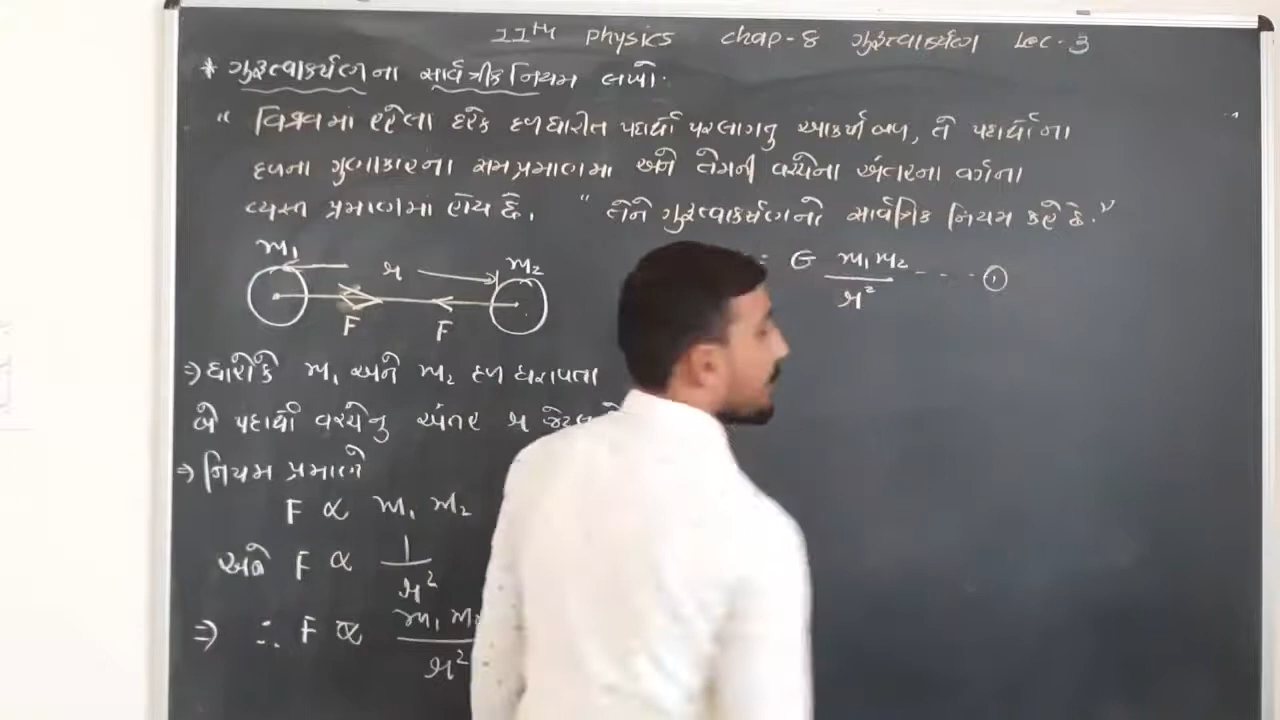 11th Physics chap-8 ગુરુત્વાકર્ષણ Lec-3
* ગુરુત્વાકર્ષણના સાર્વત્રીક નિયમ લખો.
" વિશ્વમાં રહેલા દરેક દળધારીત પદાર્થો પર લાગતુ આકર્ષ બળ, તે પદાર્થોના
દળના ગુણાકારના સમપ્રમાણમા અને તેમની વચ્ચેના અંતરના વર્ગના
વ્યસ્ત પ્રમાણમાં હોય છે. " તેને ગુરુત્વાકર્ષણનો સાર્વત્રિક નિયમ કહે છે."
m₁ r m₂
F F
G m₁m₂ / r² ---- ①
⇒ ધારોકે m₁ અને m₂ દળ ધરાવતા
બે પદાર્થો વચ્ચેનુ અંતર r
⇒ નિયમ પ્રમાણે
F ∝ m₁ m₂
અને F ∝ 1 / r²
⇒ ∴ F ∝ m₁ m₂ / r²